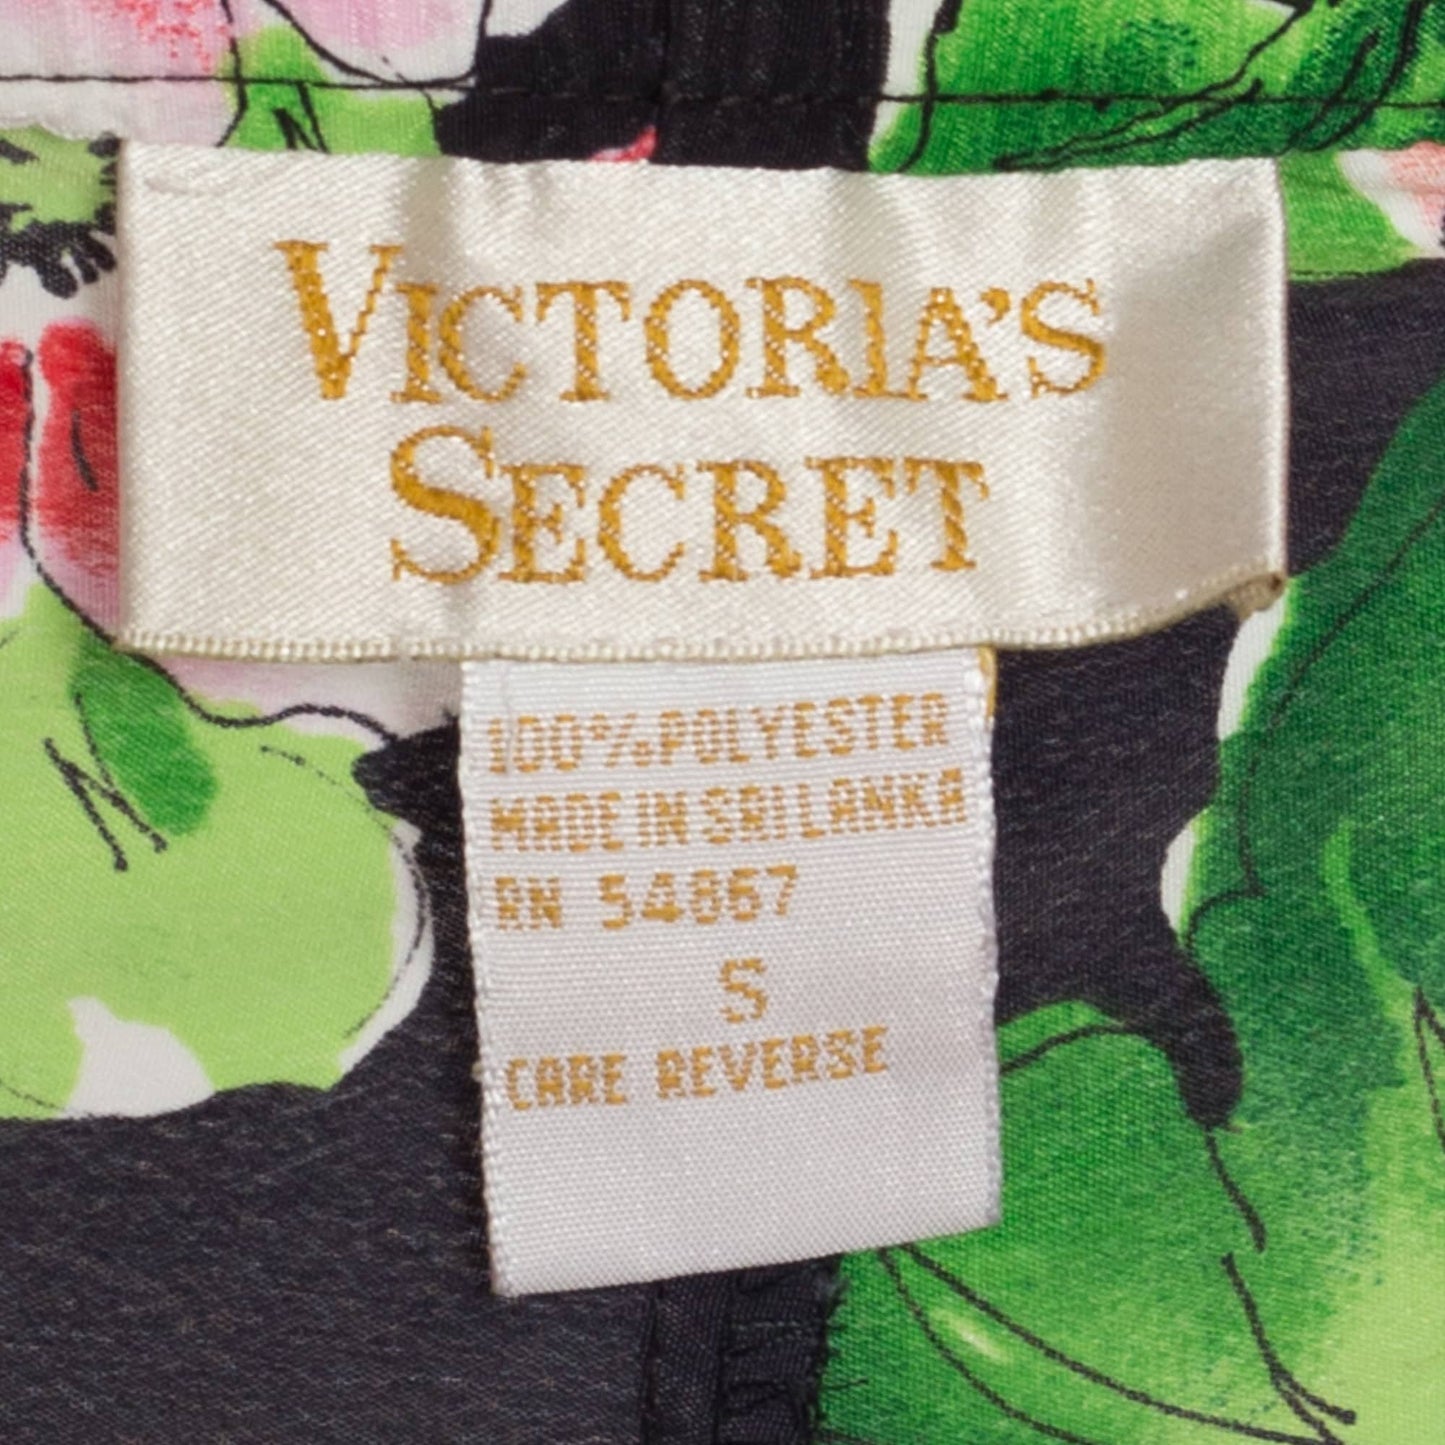 VICTORIA'S
SECRET
100% POLYESTER
MADE IN SRI LANKA
RN 54867
S
CARE REVERSE